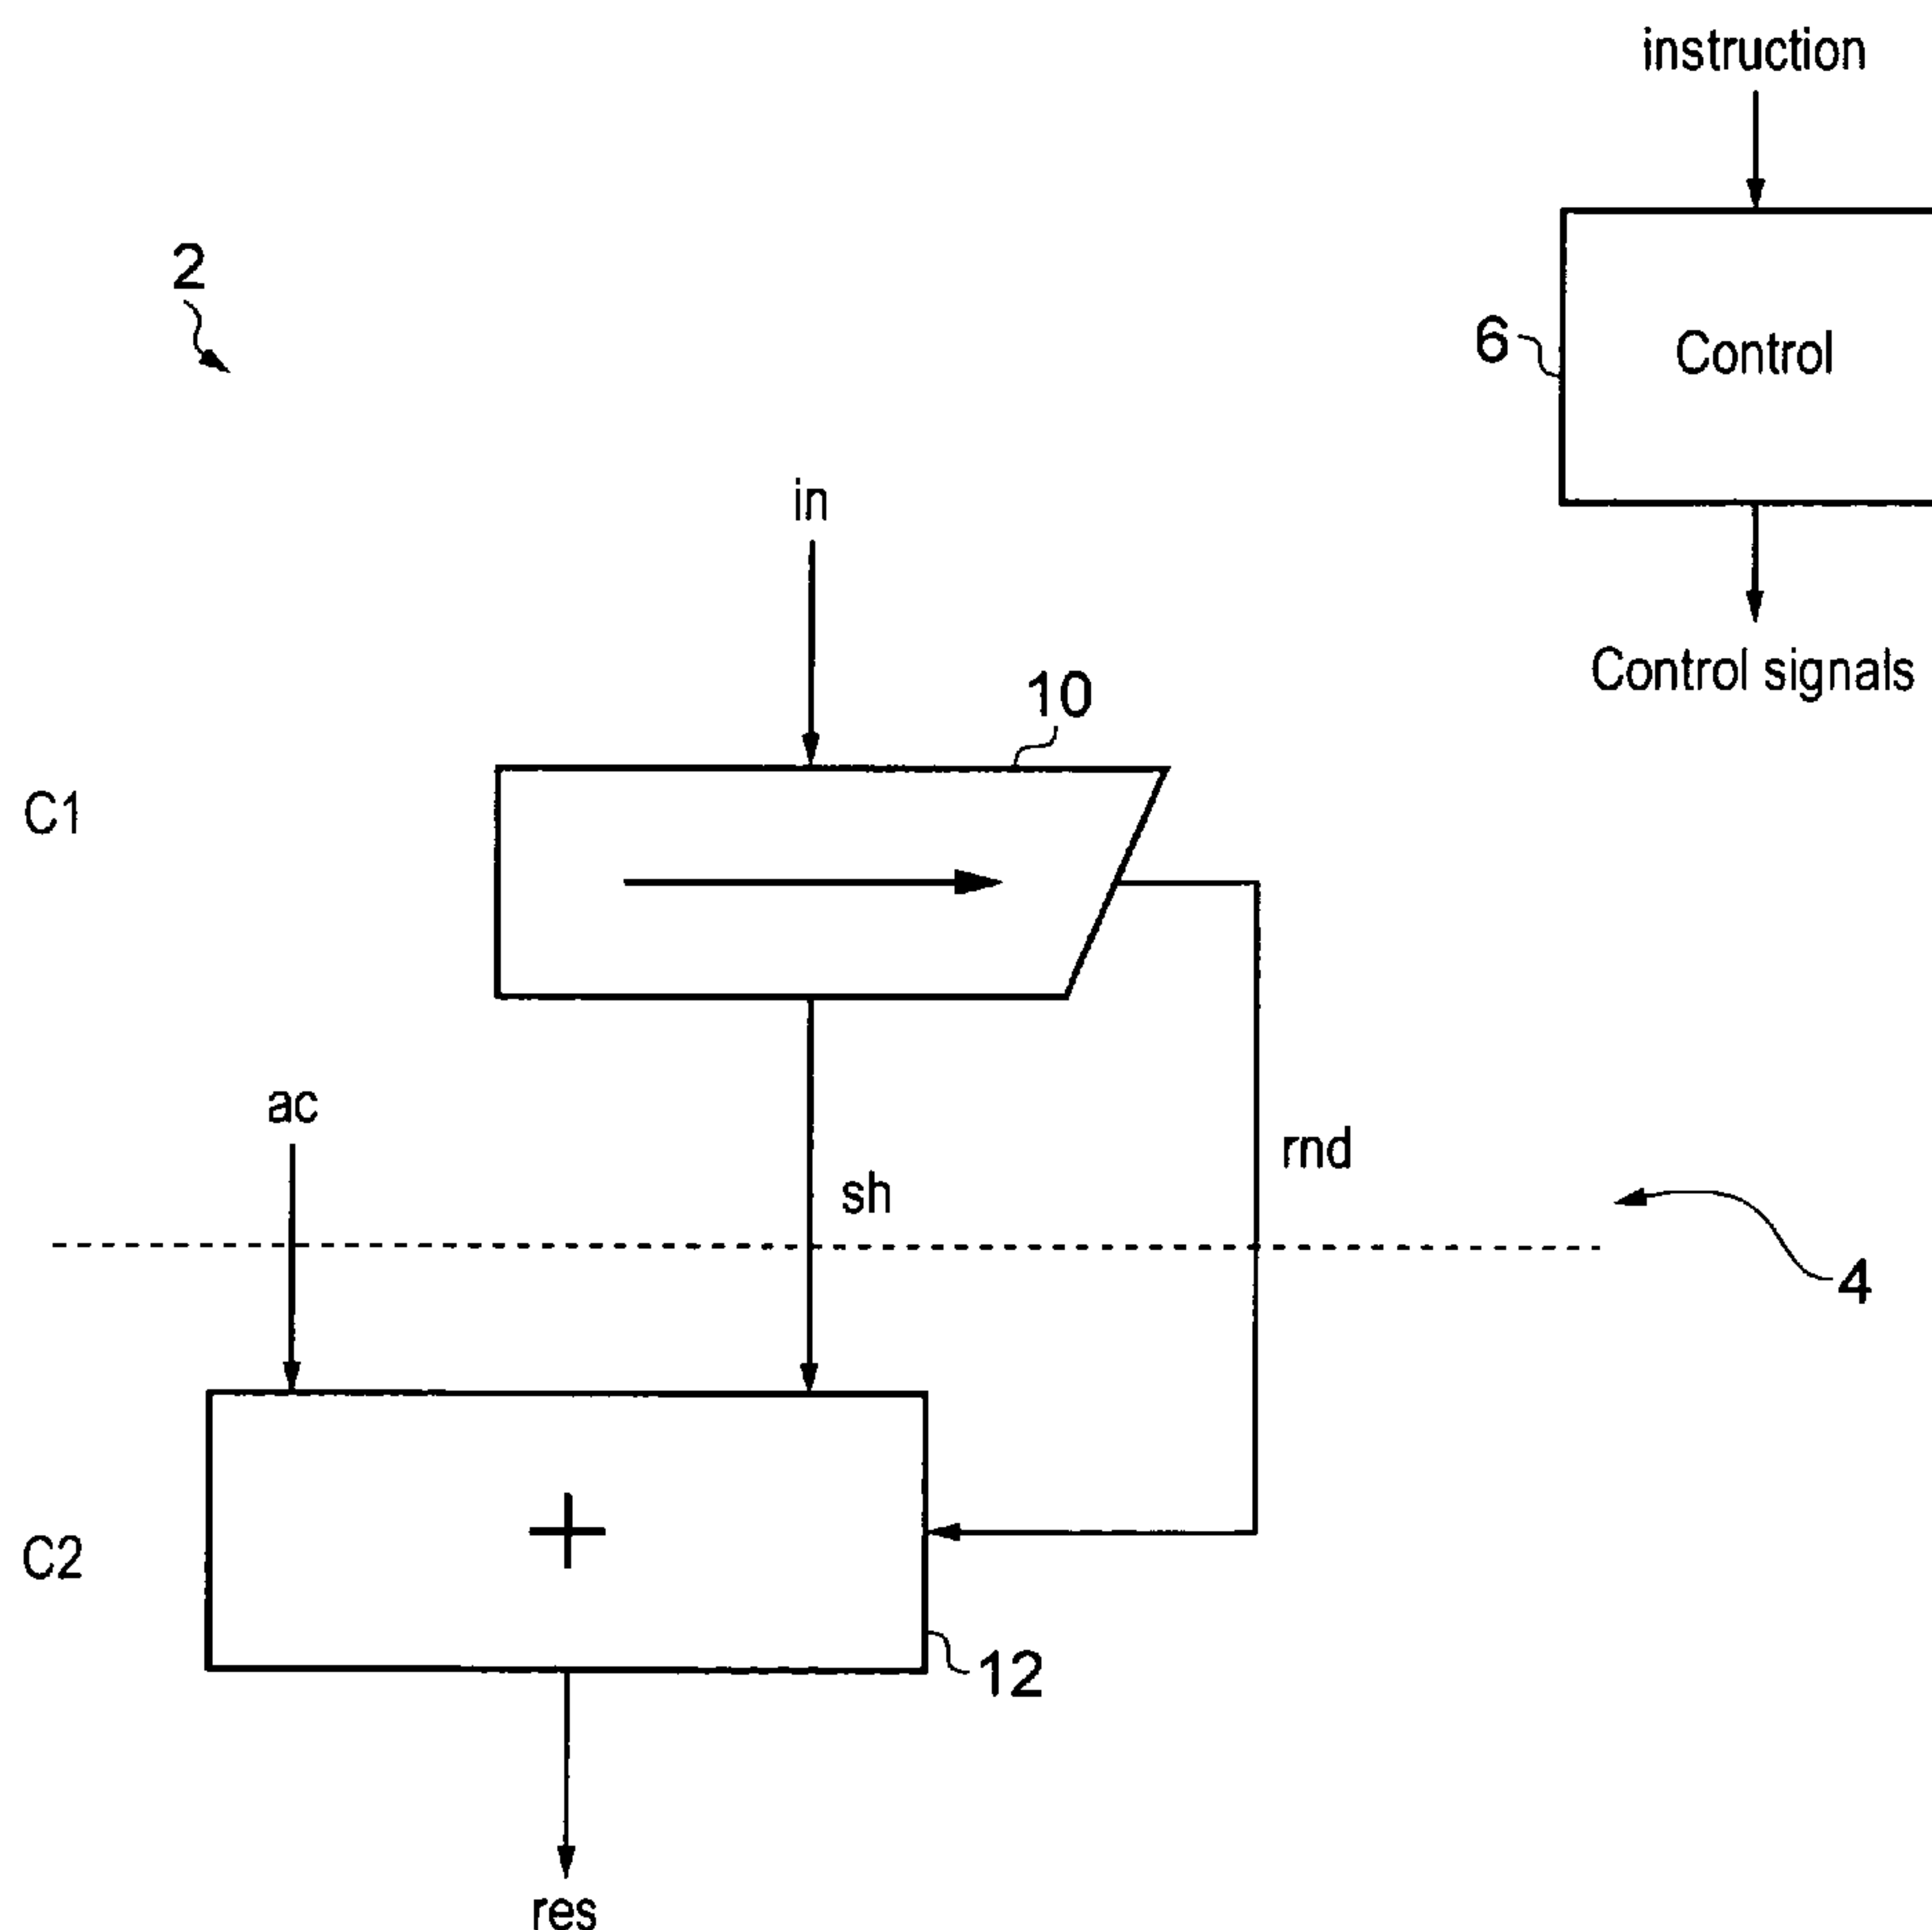 instruction
2
6
Control
in
Control signals
10
C1
ac
rnd
sh
4
+
C2
12
res